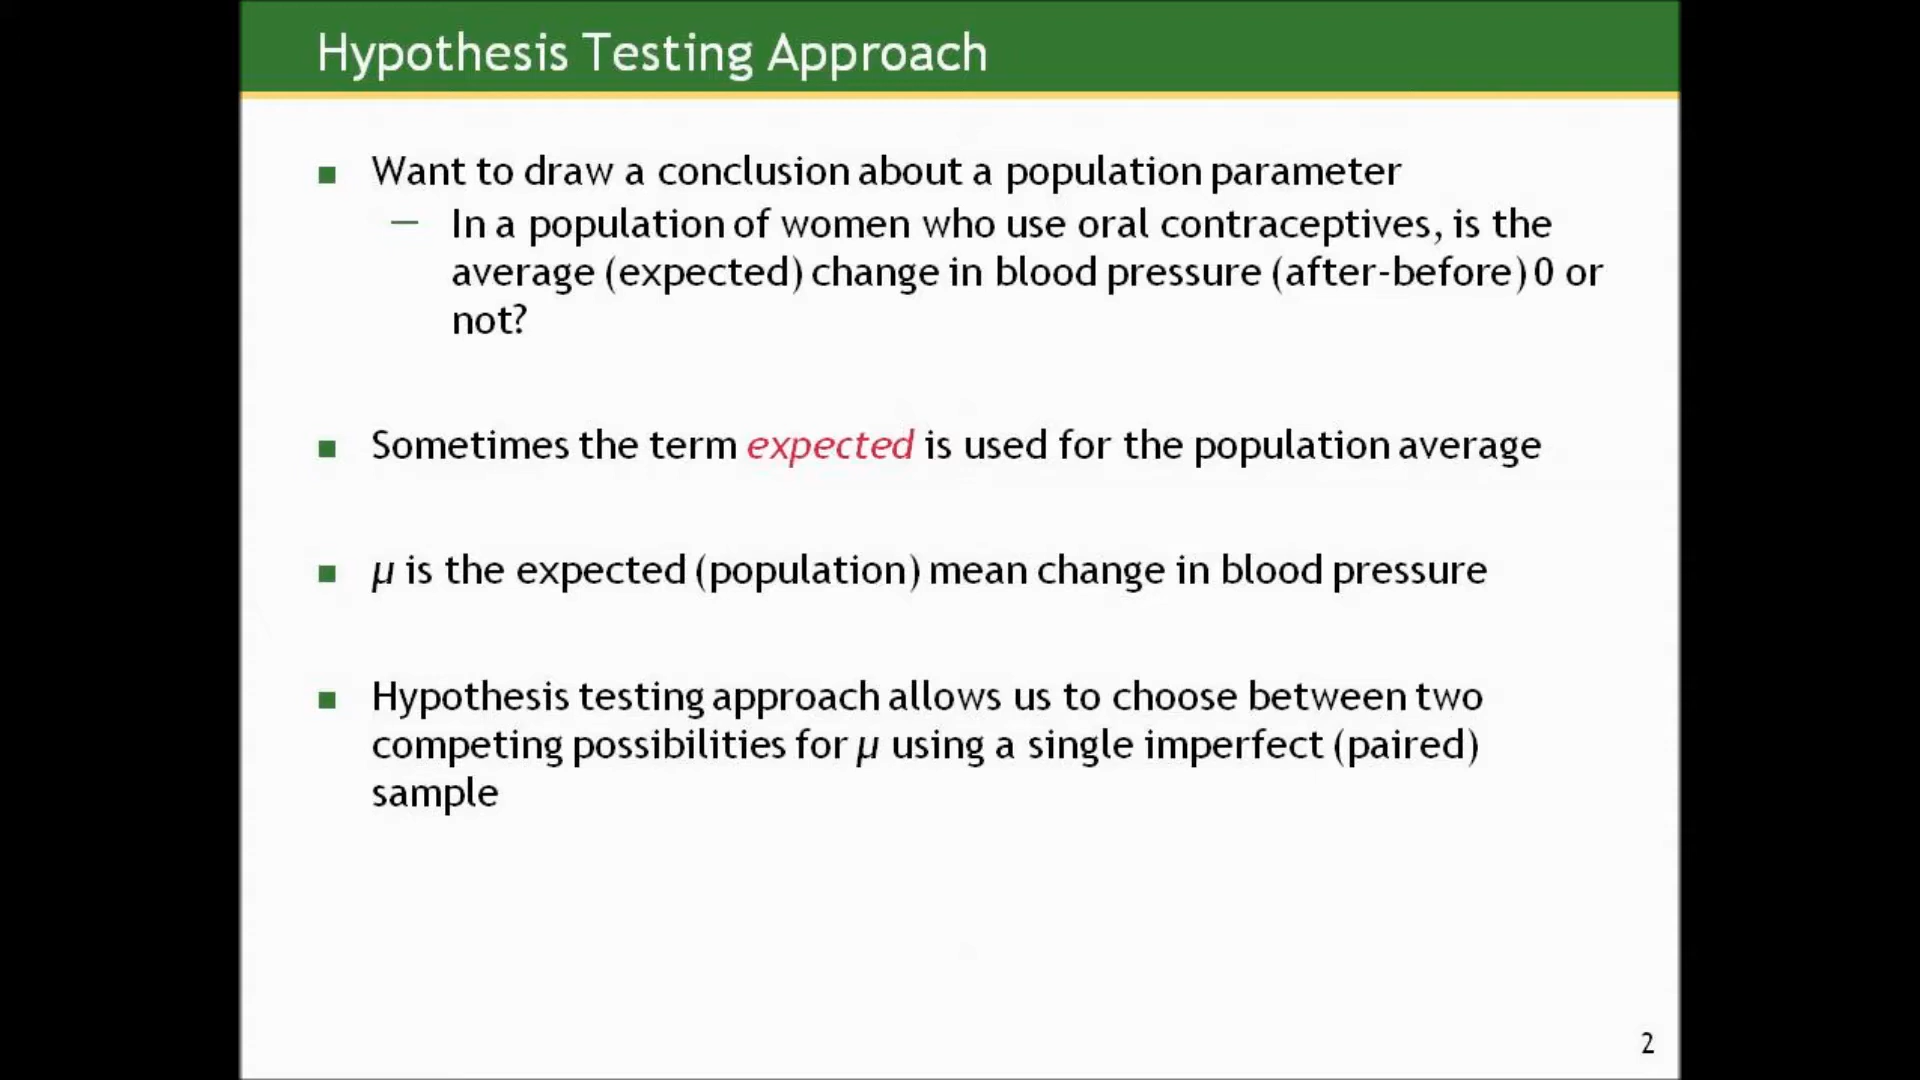 Hypothesis Testing Approach
Want to draw a conclusion about a population parameter
— In a population of women who use oral contraceptives, is the
average (expected) change in blood pressure (after-before) 0 or
not?
Sometimes the term expected is used for the population average
μ is the expected (population) mean change in blood pressure
Hypothesis testing approach allows us to choose between two
competing possibilities for μ using a single imperfect (paired)
sample
2